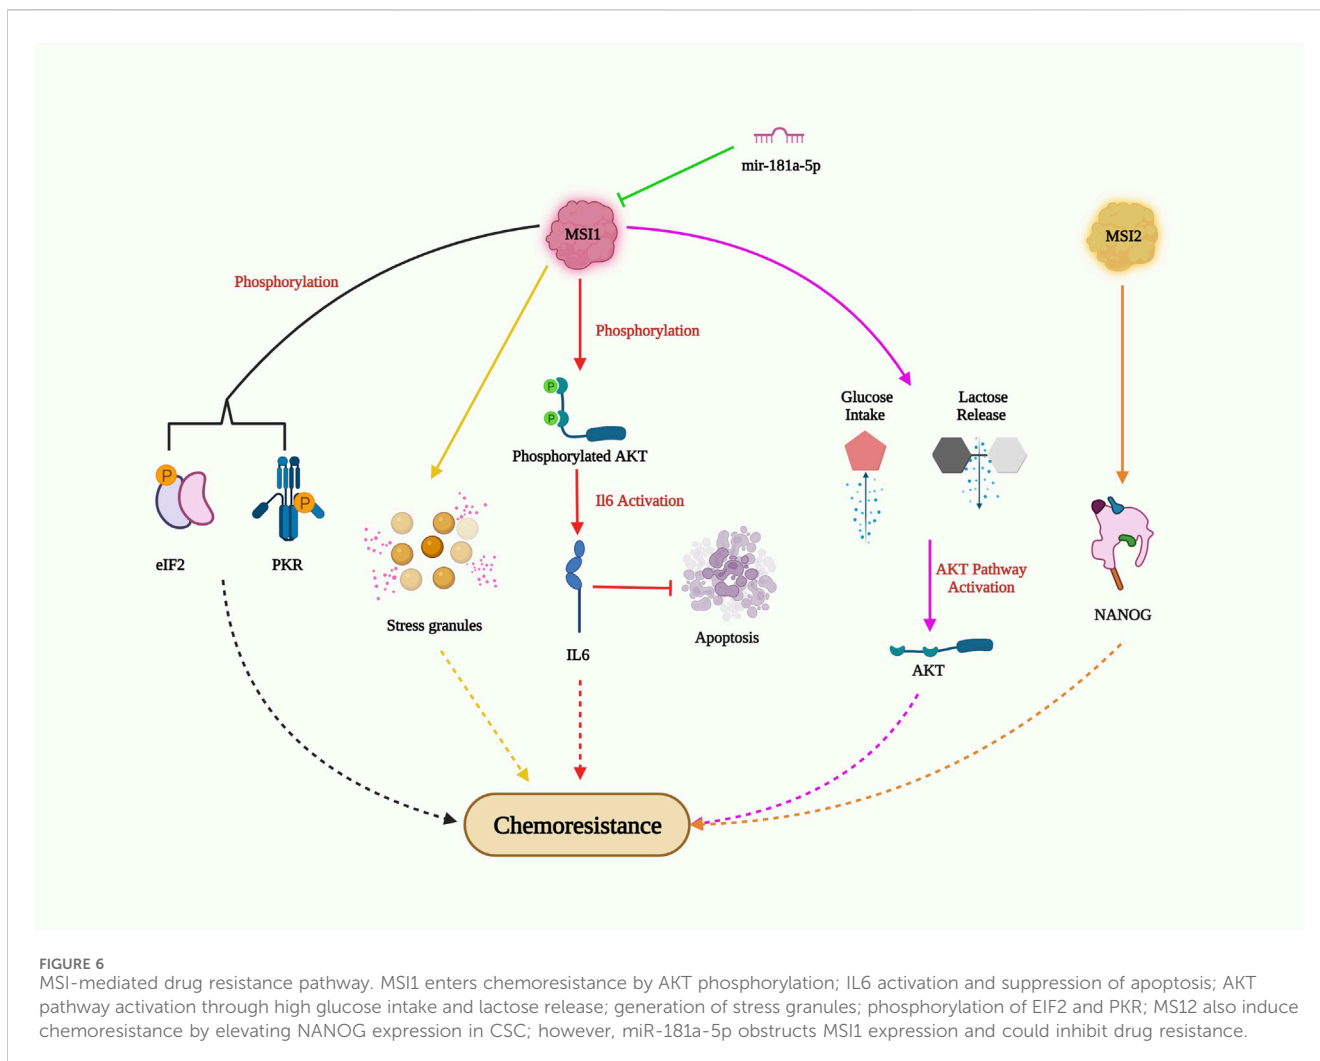 mir-181a-5p
MSI1
MSI2
Phosphorylation
Phosphorylation
Glucose
Intake
Lactose
Release
P
P
Phosphorylated AKT
P
P
Il6 Activation
eIF2
PKR
AKT Pathway
Activation
Stress granules
IL6
Apoptosis
NANOG
AKT
Chemoresistance
FIGURE 6
MSI-mediated drug resistance pathway. MSI1 enters chemoresistance by AKT phosphorylation; IL6 activation and suppression of apoptosis; AKT
pathway activation through high glucose intake and lactose release; generation of stress granules; phosphorylation of EIF2 and PKR; MS12 also induce
chemoresistance by elevating NANOG expression in CSC; however, miR-181a-5p obstructs MSI1 expression and could inhibit drug resistance.